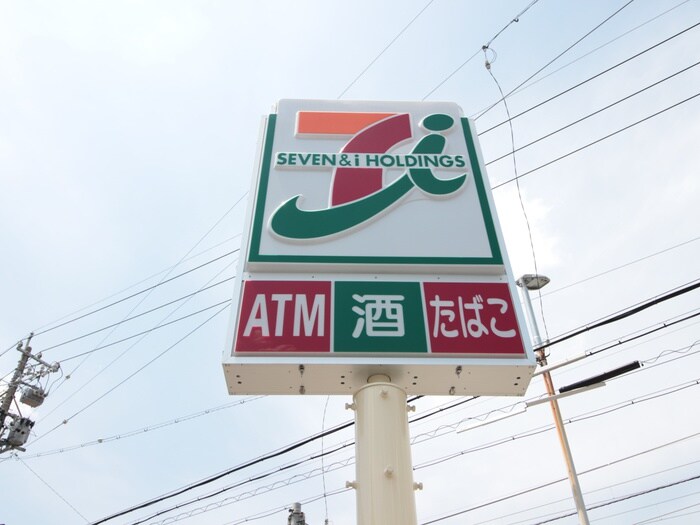 SEVEN & i HOLDINGS
ATM 酒 たばこ